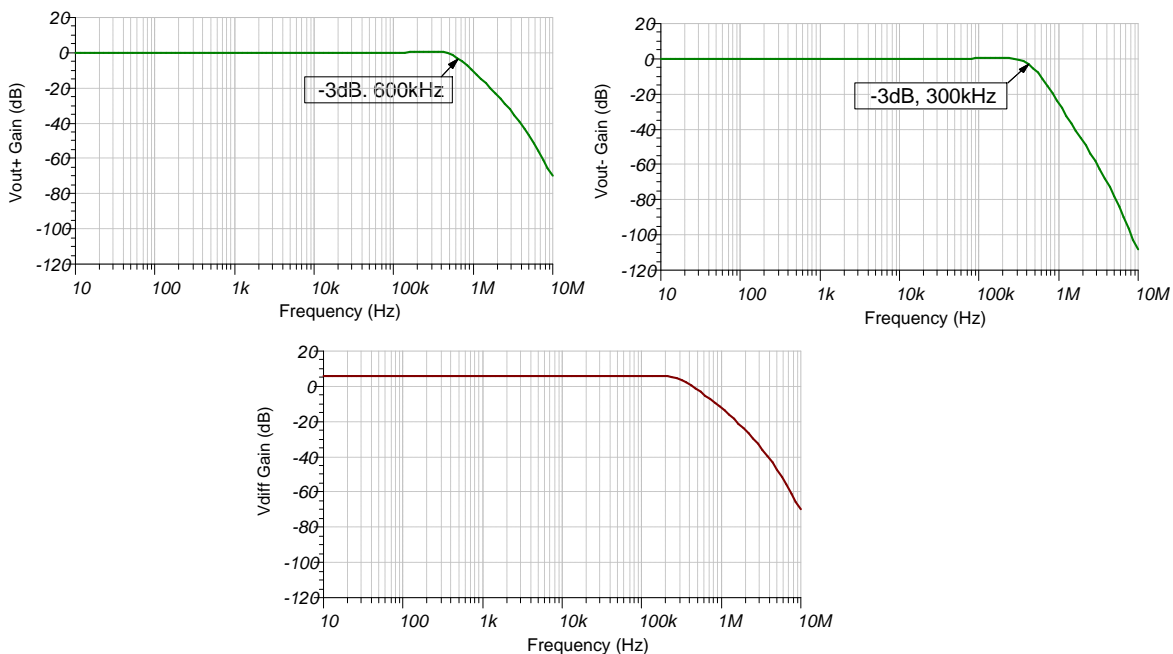 Vout+ Gain (dB)
20
0
-20
-40
-60
-80
-100
-120
-3dB. 600kHz
10 100 1k 10k 100k 1M 10M
Frequency (Hz)
Vout- Gain (dB)
20
0
-20
-40
-60
-80
-100
-120
-3dB, 300kHz
10 100 1k 10k 100k 1M 10M
Frequency (Hz)
Vdiff Gain (dB)
20
0
-20
-40
-60
-80
-100
-120
10 100 1k 10k 100k 1M 10M
Frequency (Hz)